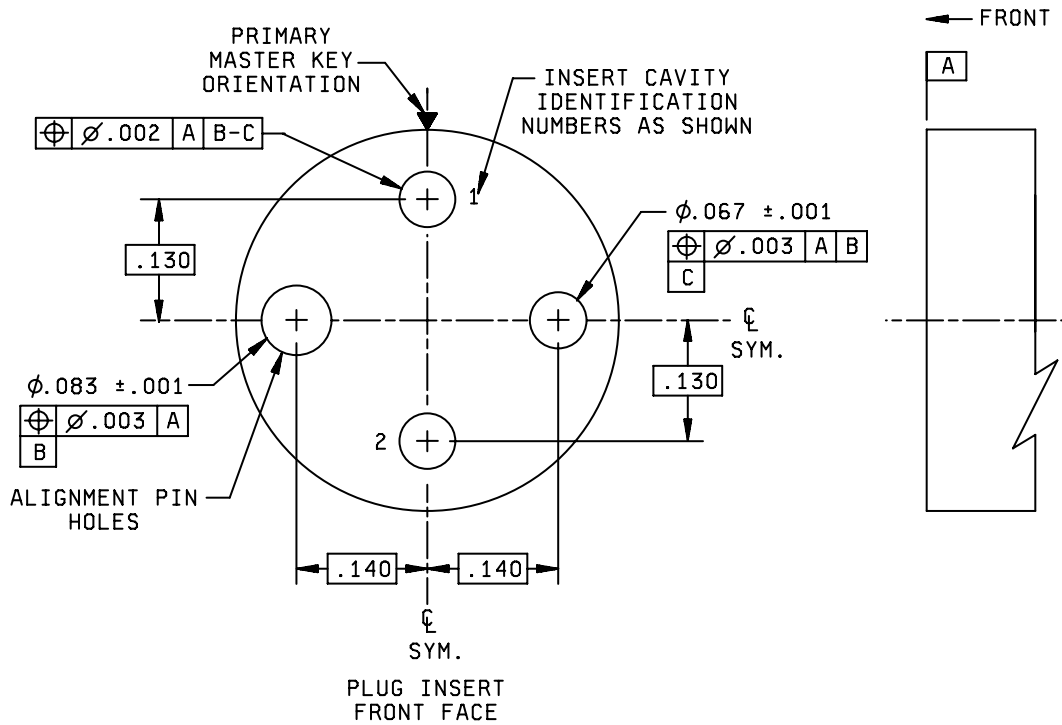 FRONT
A
PRIMARY
MASTER KEY
ORIENTATION
INSERT CAVITY
IDENTIFICATION
NUMBERS AS SHOWN
⌖ ⌀.002 A B-C
1
.130
⌀.067 ±.001
⌖ ⌀.003 A B
C
℄
SYM.
.130
⌀.083 ±.001
⌖ ⌀.003 A
B
2
ALIGNMENT PIN
HOLES
.140
.140
℄
SYM.
PLUG INSERT
FRONT FACE